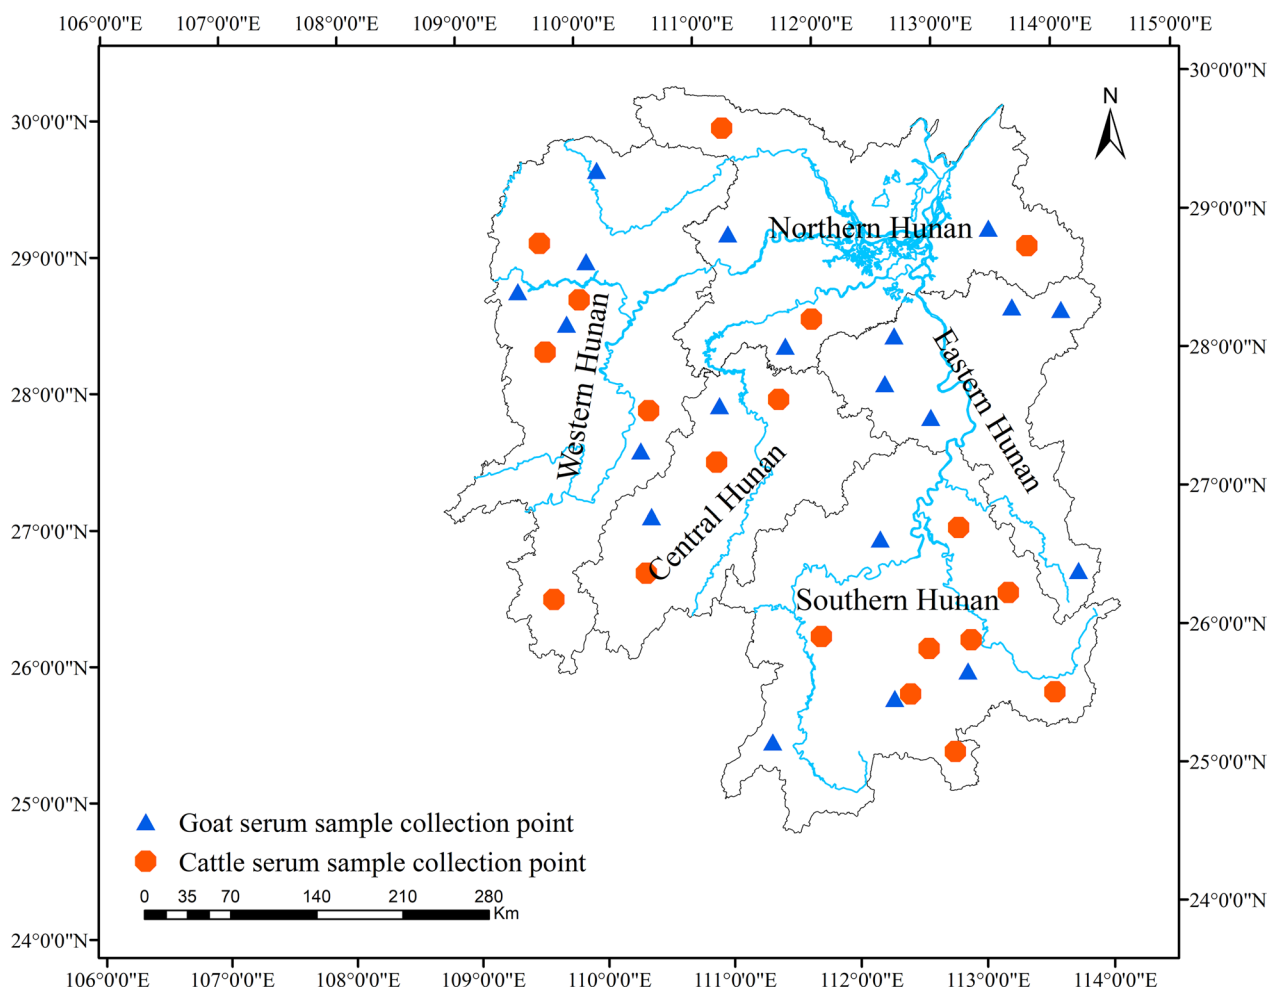 106°0'0"E 107°0'0"E 108°0'0"E 109°0'0"E 110°0'0"E 111°0'0"E 112°0'0"E 113°0'0"E 114°0'0"E 115°0'0"E
30°0'0"N
N
30°0'0"N
29°0'0"N
Northern Hunan
29°0'0"N
28°0'0"N
Western Hunan
Eastern Hunan
28°0'0"N
27°0'0"N
Central Hunan
27°0'0"N
Southern Hunan
26°0'0"N
26°0'0"N
25°0'0"N
25°0'0"N
Goat serum sample collection point
Cattle serum sample collection point
0 35 70 140 210 280
Km
24°0'0"N
24°0'0"N
106°0'0"E 107°0'0"E 108°0'0"E 109°0'0"E 110°0'0"E 111°0'0"E 112°0'0"E 113°0'0"E 114°0'0"E